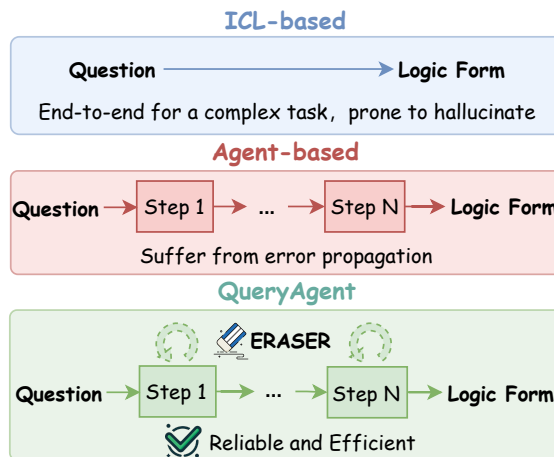 ICL-based
Question Logic Form
End-to-end for a complex task, prone to hallucinate
Agent-based
Question Step 1 ... Step N Logic Form
Suffer from error propagation
QueryAgent
ERASER
Question Step 1 ... Step N Logic Form
Reliable and Efficient